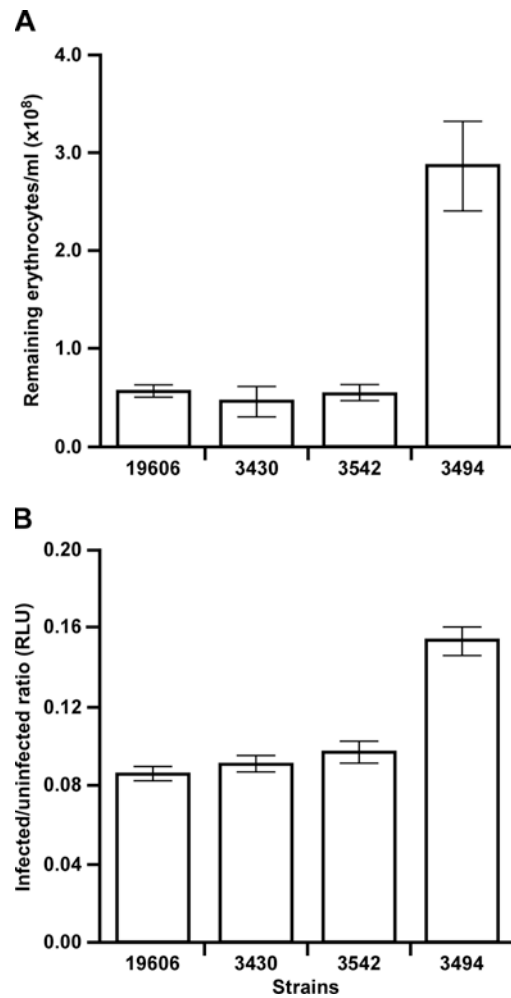 A
Remaining erythrocytes/ml (x10⁸)
4.0
3.0
2.0
1.0
0.0
19606 3430 3542 3494
B
Infected/uninfected ratio (RLU)
0.20
0.16
0.12
0.08
0.04
0.00
19606 3430 3542 3494
Strains